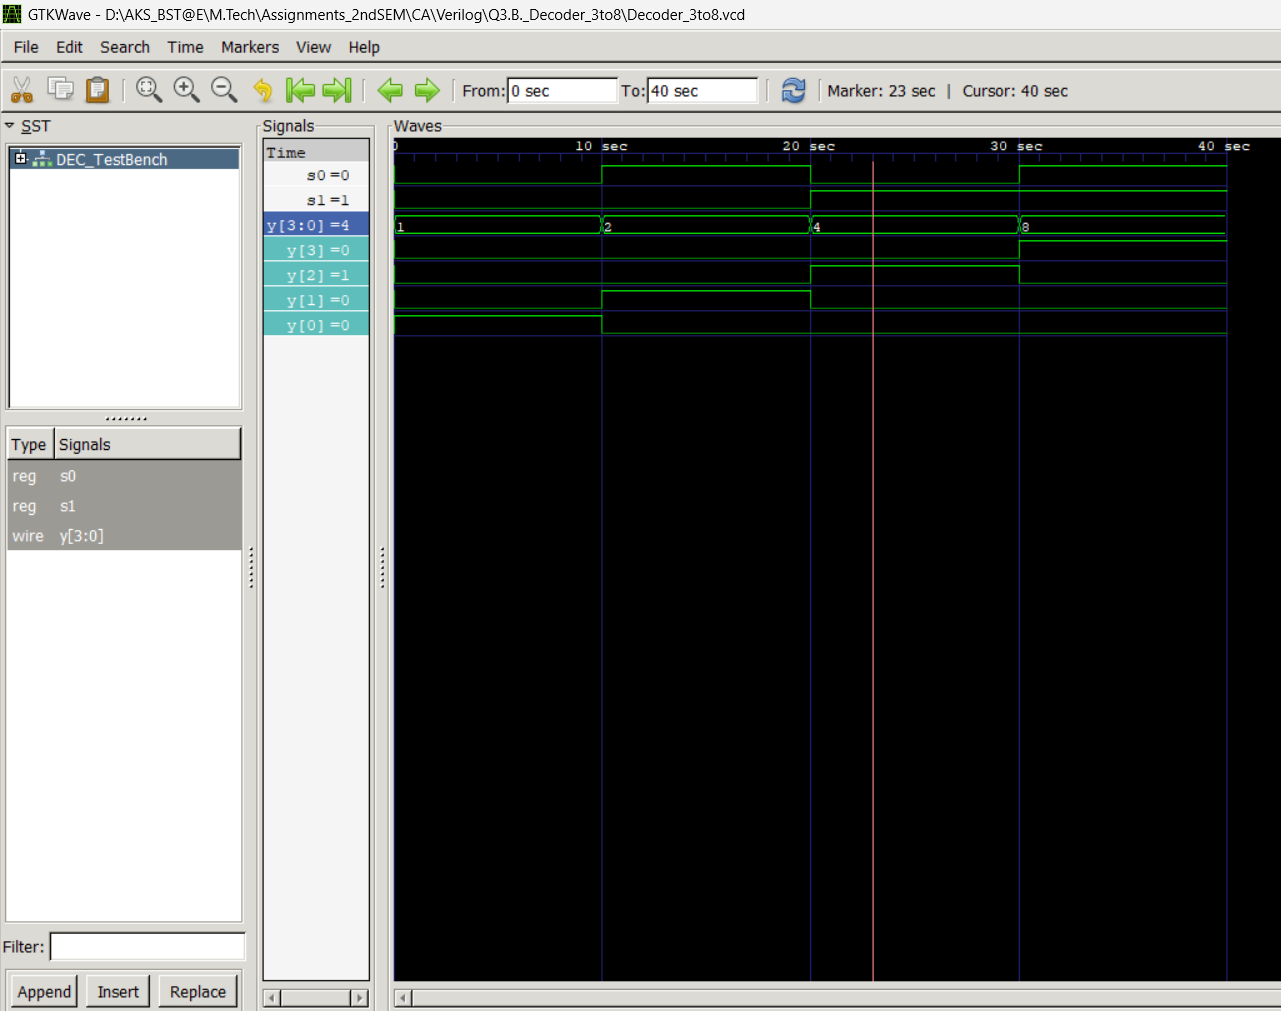 GTKWave - D:\AKS_BST@E\M.Tech\Assignments_2ndSEM\CA\Verilog\Q3.B._Decoder_3to8\Decoder_3to8.vcd
File Edit Search Time Markers View Help
From: 0 sec To: 40 sec Marker: 23 sec | Cursor: 40 sec
SST
DEC_TestBench
Type Signals
reg s0
reg s1
wire y[3:0]
Filter:
Append Insert Replace
Signals
Time
s0 =0
s1 =1
y[3:0] =4
y[3] =0
y[2] =1
y[1] =0
y[0] =0
Waves
0 10 sec 20 sec 30 sec 40 sec
1 2 4 8